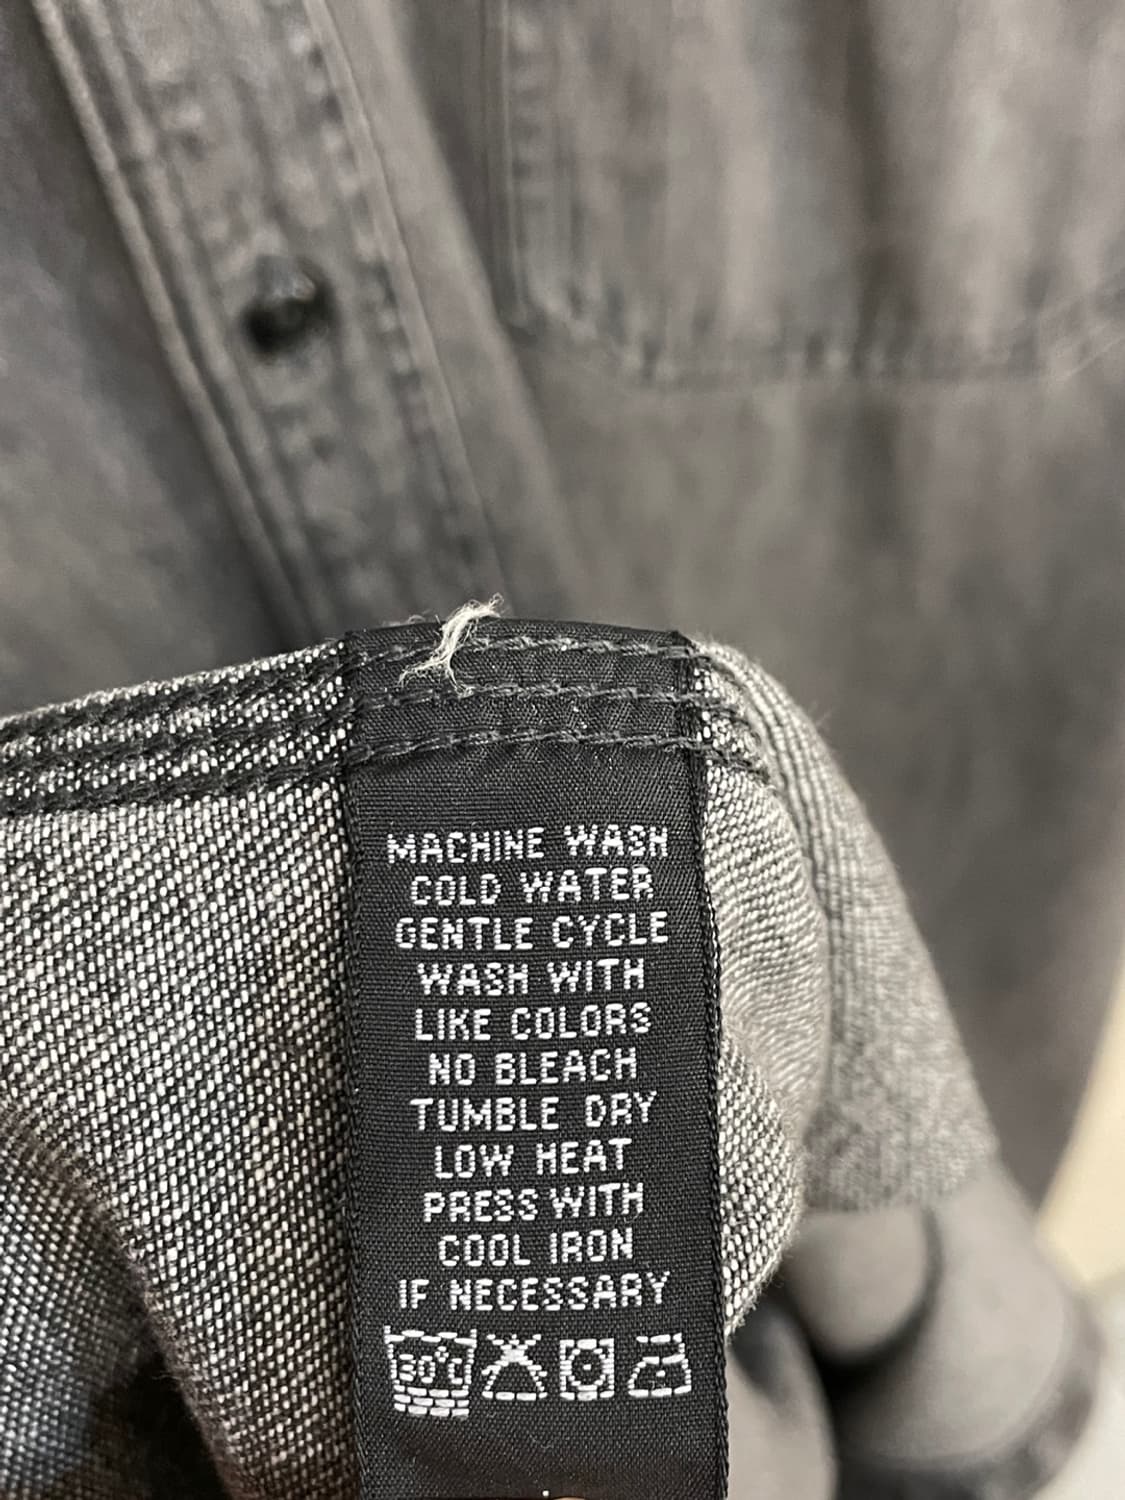 MACHINE WASH
COLD WATER
GENTLE CYCLE
WASH WITH
LIKE COLORS
NO BLEACH
TUMBLE DRY
LOW HEAT
PRESS WITH
COOL IRON
IF NECESSARY
30°C